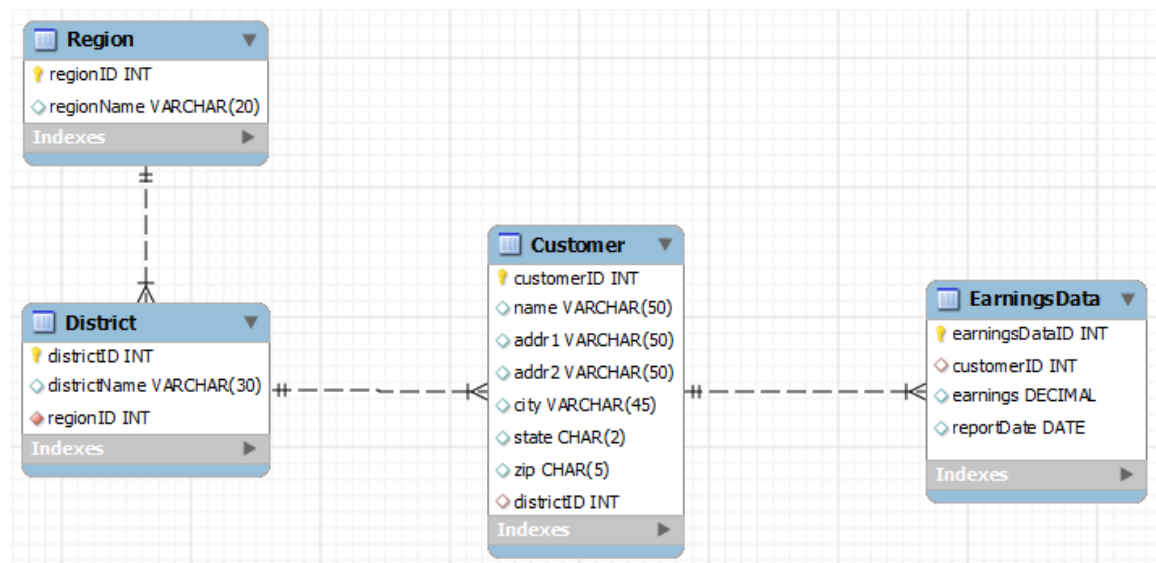 Region
regionID INT
regionName VARCHAR(20)
Indexes
District
districtID INT
districtName VARCHAR(30)
regionID INT
Indexes
Customer
customerID INT
name VARCHAR(50)
addr1 VARCHAR(50)
addr2 VARCHAR(50)
city VARCHAR(45)
state CHAR(2)
zip CHAR(5)
districtID INT
Indexes
EarningsData
earningsDataID INT
customerID INT
earnings DECIMAL
reportDate DATE
Indexes